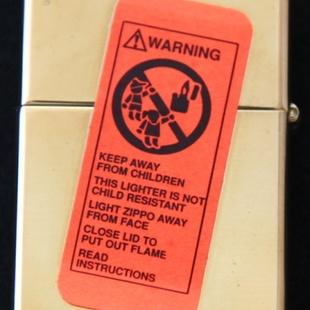 WARNING
KEEP AWAY
FROM CHILDREN
THIS LIGHTER IS NOT
CHILD RESISTANT
LIGHT ZIPPO AWAY
FROM FACE
CLOSE LID TO
PUT OUT FLAME
READ
INSTRUCTIONS